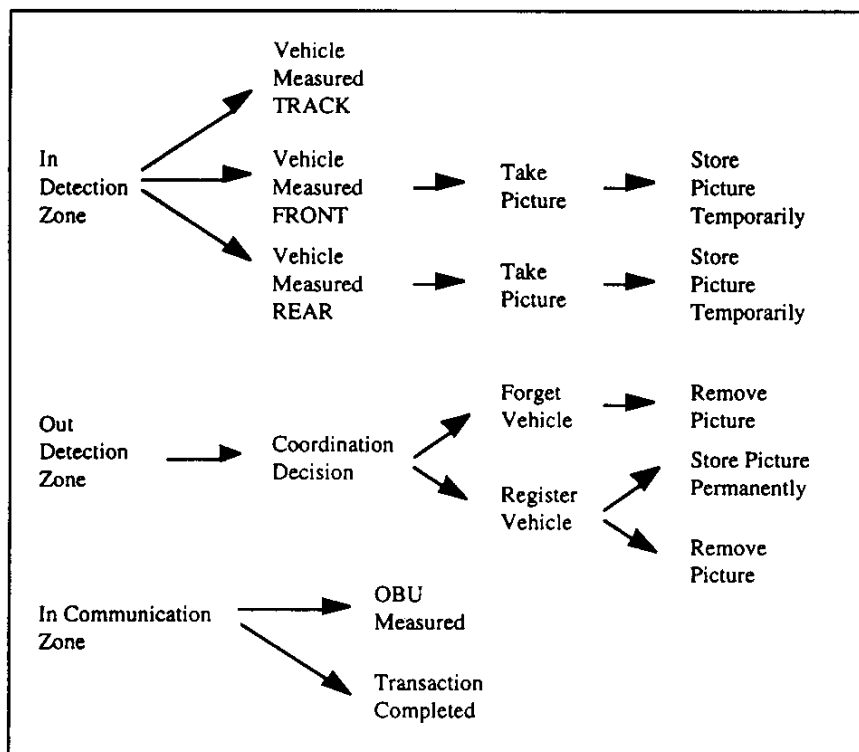 Vehicle
Measured
TRACK
In
Detection
Zone
Vehicle
Measured
FRONT
Take
Picture
Store
Picture
Temporarily
Vehicle
Measured
REAR
Take
Picture
Store
Picture
Temporarily
Out
Detection
Zone
Coordination
Decision
Forget
Vehicle
Remove
Picture
Register
Vehicle
Store Picture
Permanently
Remove
Picture
In Communication
Zone
OBU
Measured
Transaction
Completed